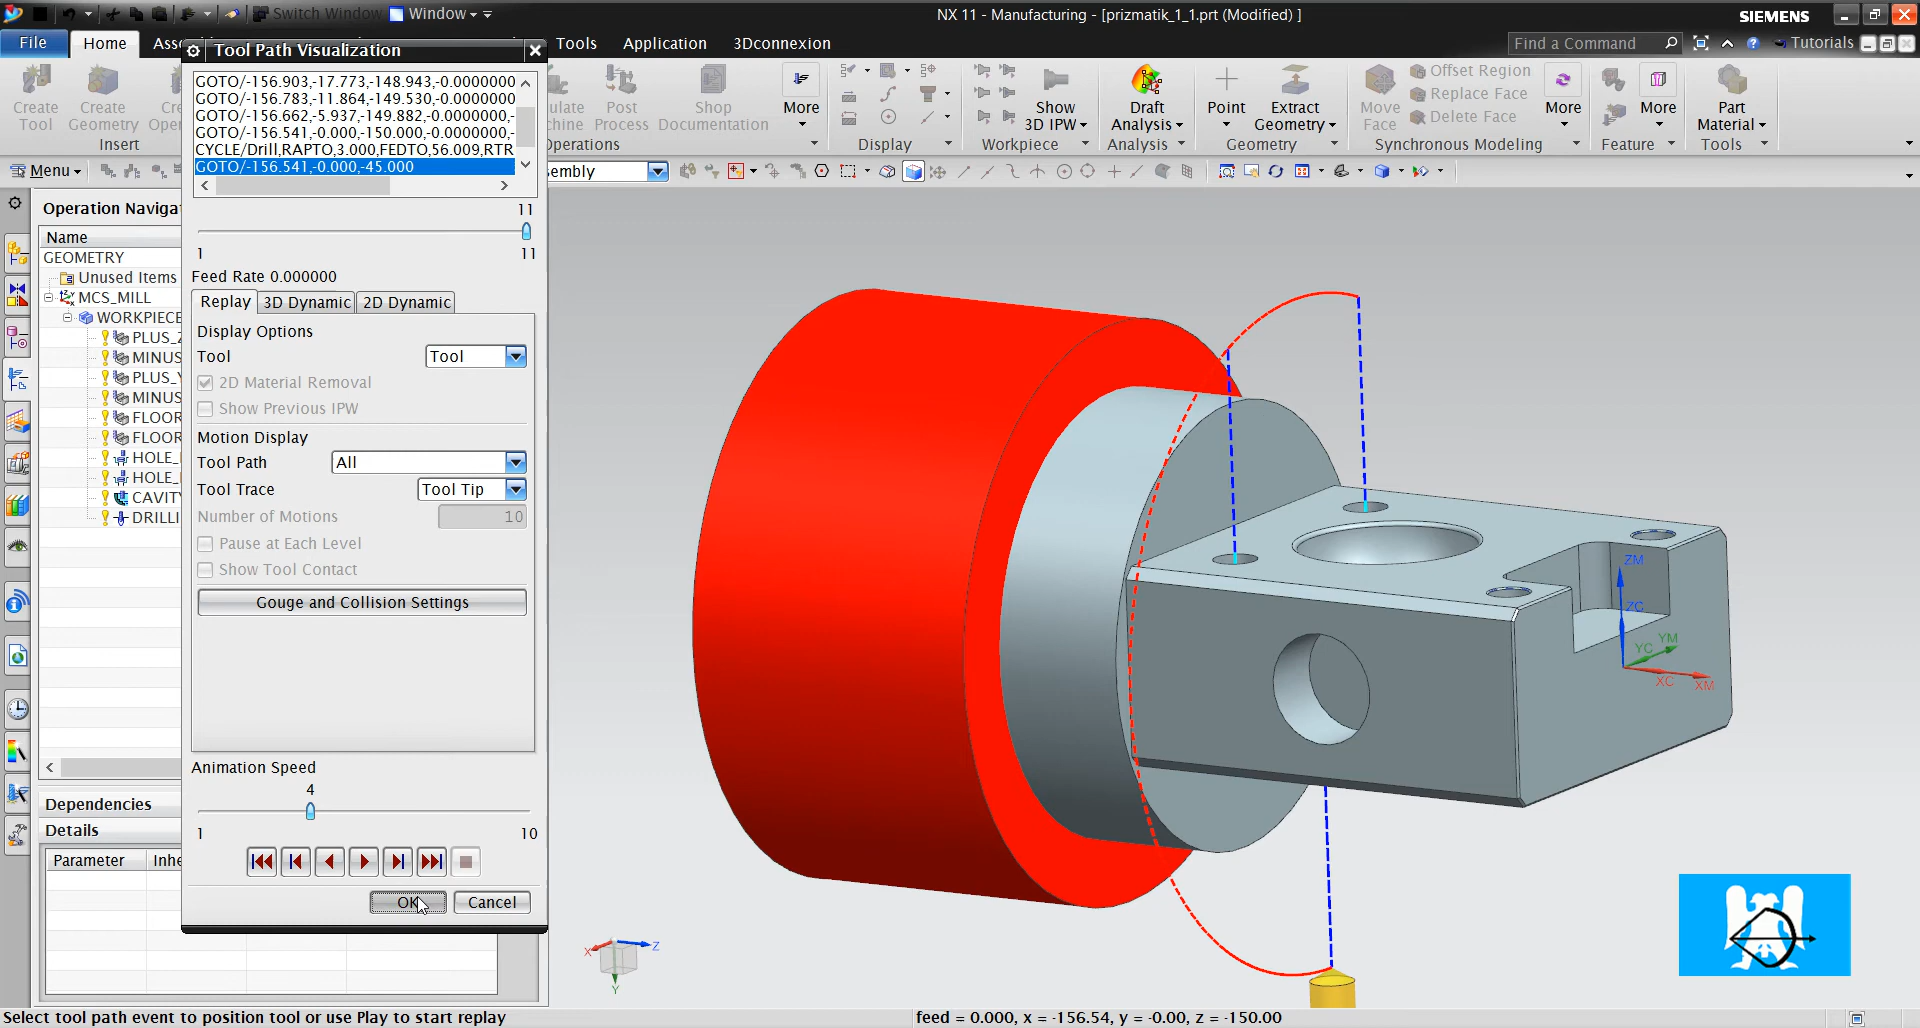 Switch Window
Window
NX 11 - Manufacturing - [prizmatik_1_1.prt (Modified) ]
SIEMENS
File
Home
Tools
Application
3Dconnexion
Find a Command
Tutorials
Tool Path Visualization
GOTO/-156.903,-17.773,-148.943,-0.0000000
GOTO/-156.783,-11.864,-149.530,-0.0000000
GOTO/-156.662,-5.937,-149.882,-0.0000000,-
GOTO/-156.541,-0.000,-150.000,-0.0000000,-
CYCLE/Drill,RAPTO,3.000,FEDTO,56.009,RTR
GOTO/-156.541,-0.000,-45.000
Create Tool
Create Geometry
Insert
Post Process
Shop Documentation
More
Display
Show 3D IPW
Workpiece
Draft Analysis
Analysis
Point
Extract Geometry
Geometry
Move Face
Offset Region
Replace Face
Delete Face
More
Synchronous Modeling
More
Feature
Part Material
Tools
Menu
Name
GEOMETRY
Unused Items
MCS_MILL
WORKPIECE
11
1
11
Feed Rate 0.000000
Replay
3D Dynamic
2D Dynamic
Display Options
Tool
Tool
2D Material Removal
Show Previous IPW
Motion Display
Tool Path
All
Tool Trace
Tool Tip
Number of Motions
10
Pause at Each Level
Show Tool Contact
Gouge and Collision Settings
Animation Speed
4
1
10
OK
Cancel
Dependencies
Details
Parameter
ZM
ZC
YM
YC
XC
XM
X
Z
Y
Select tool path event to position tool or use Play to start replay
feed = 0.000, x = -156.54, y = -0.00, z = -150.00